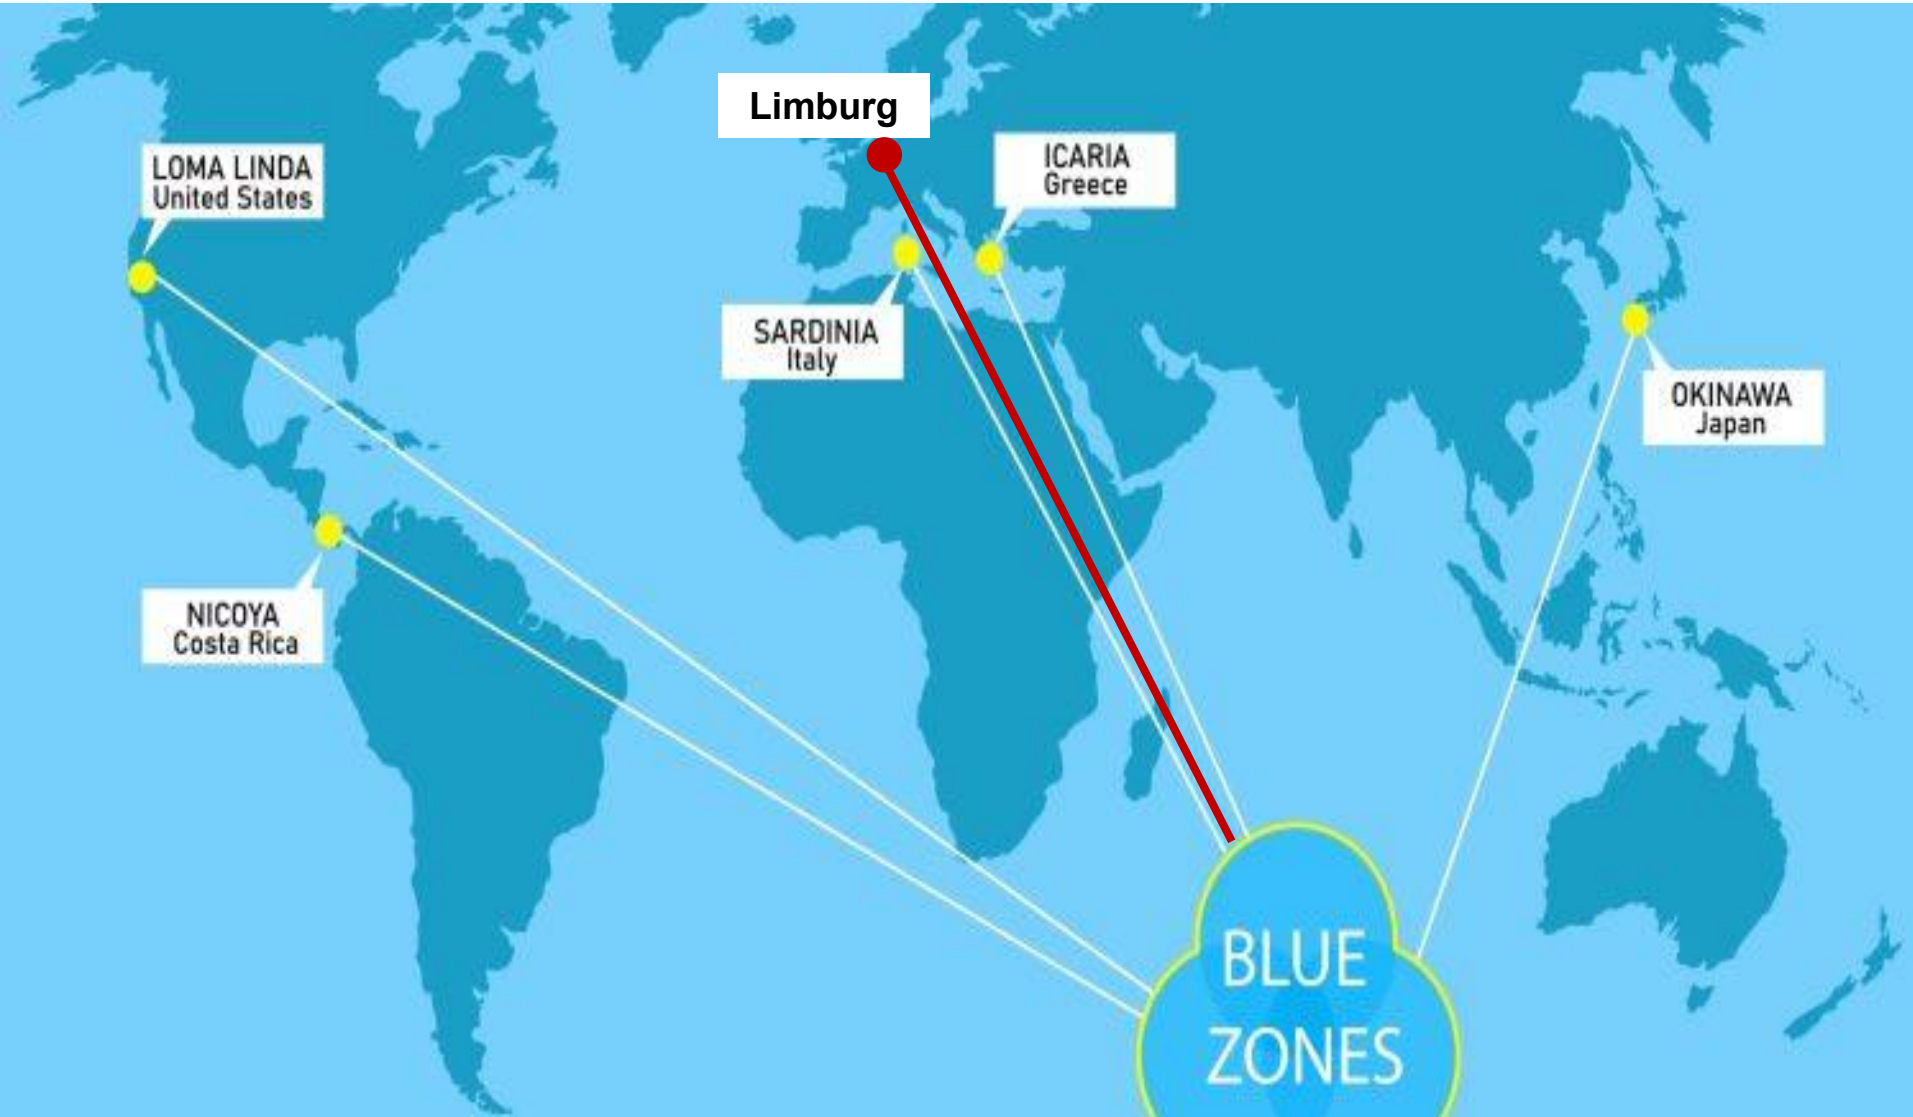 Limburg
LOMA LINDA
United States
ICARIA
Greece
SARDINIA
Italy
OKINAWA
Japan
NICOYA
Costa Rica
BLUE
ZONES